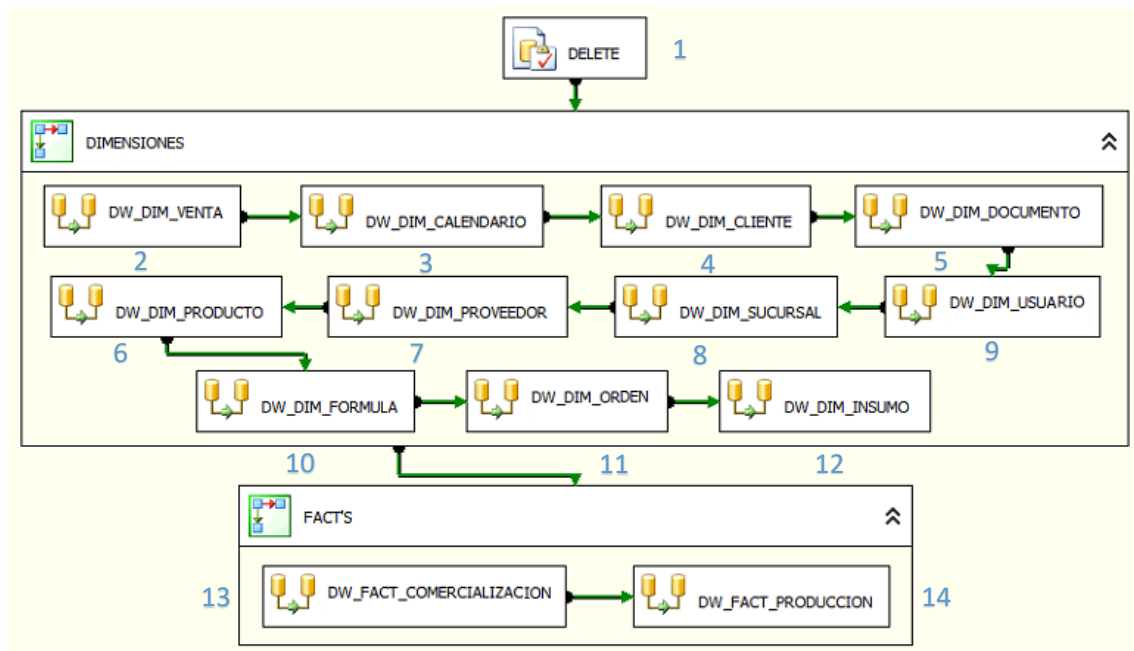 DELETE 1
DIMENSIONES
DW_DIM_VENTA DW_DIM_CALENDARIO DW_DIM_CLIENTE DW_DIM_DOCUMENTO
2 3 4 5
DW_DIM_PRODUCTO DW_DIM_PROVEEDOR DW_DIM_SUCURSAL DW_DIM_USUARIO
6 7 8 9
DW_DIM_FORMULA DW_DIM_ORDEN DW_DIM_INSUMO
10 11 12
FACT'S
13 DW_FACT_COMERCIALIZACION DW_FACT_PRODUCCION 14